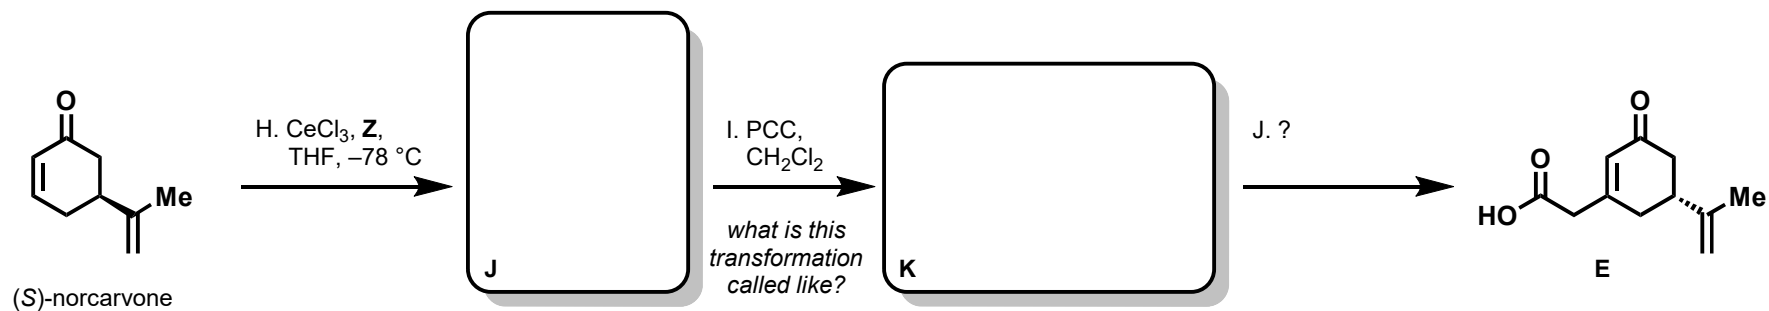 O
Me
(S)-norcarvone
H. CeCl₃, Z,
THF, –78 °C
J
I. PCC,
CH₂Cl₂
what is this
transformation
called like?
K
J. ?
O
O
HO
Me
E